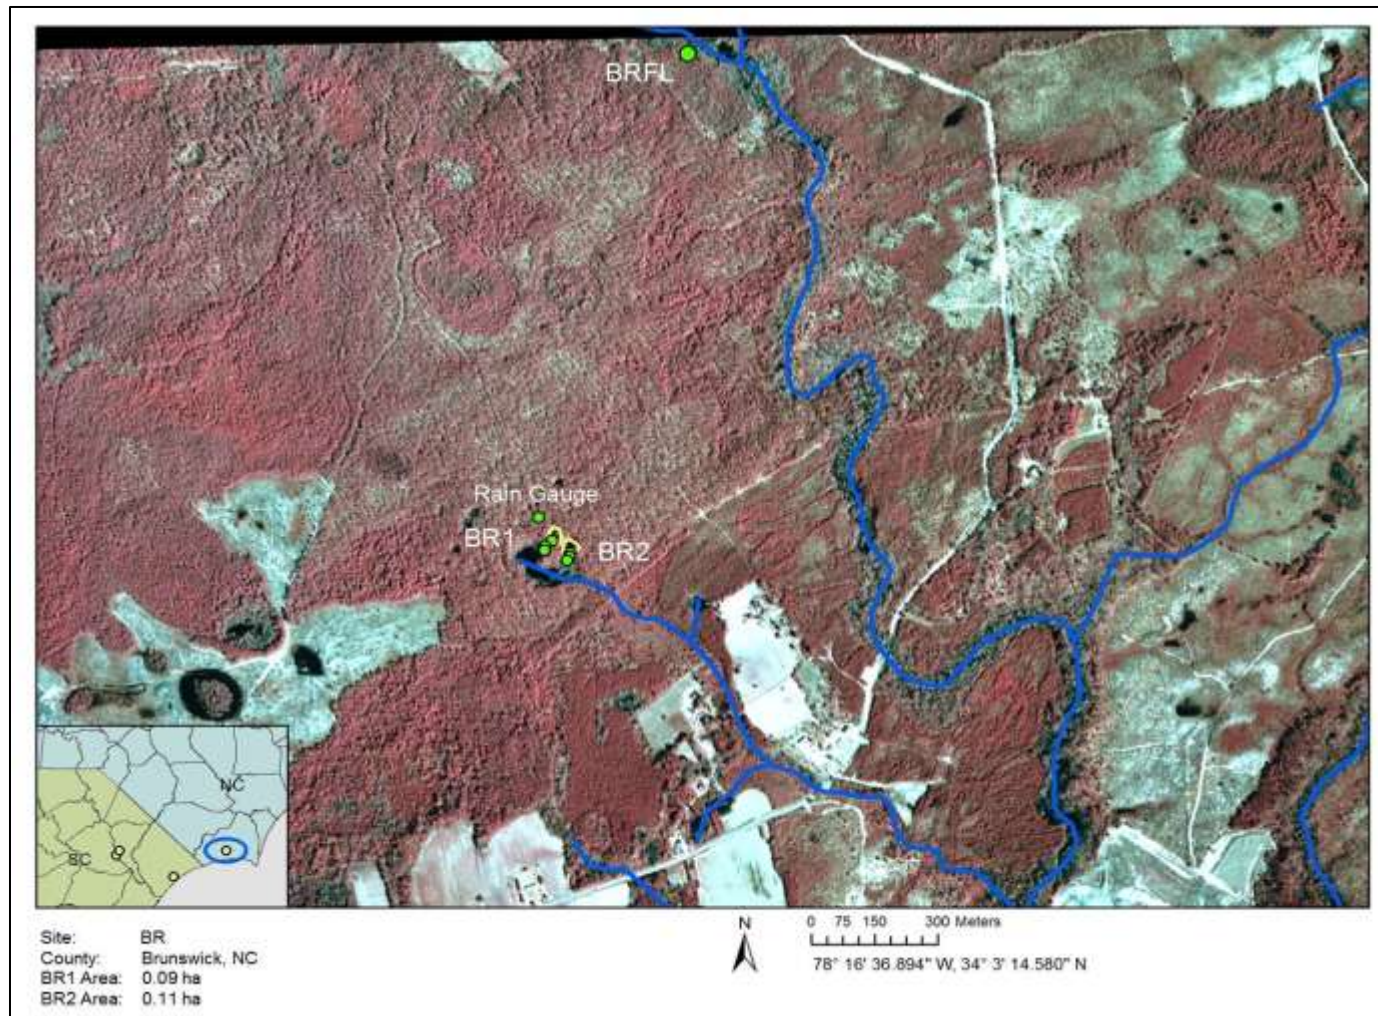 BRFL
Rain Gauge
BR1
BR2
NC
SC
Site: BR
County: Brunswick, NC
BR1 Area: 0.09 ha
BR2 Area: 0.11 ha
N
0 75 150 300 Meters
78° 16' 36.894" W, 34° 3' 14.580" N